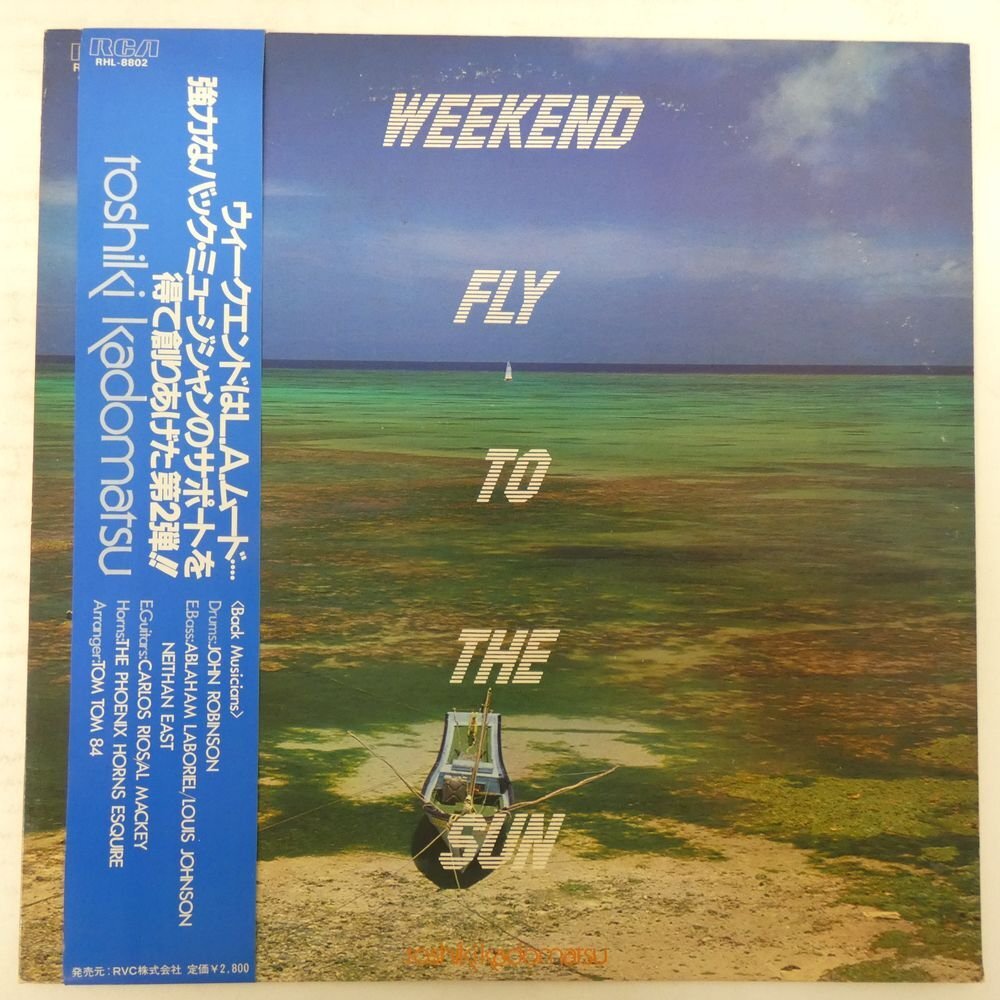 RCA
RHL-8802
ウィークエンドはL.A.ムード....
強力なバック・ミュージシャンのサポートを
得て創りあげた第2弾!!
toshiki kadomatsu
〈Back Musicians〉
Drums:JOHN ROBINSON
E.Bass:ABLAHAM LABORIEL/LOUIS JOHNSON
NEITHAN EAST
E.Guitars:CARLOS RIOS/AL MACKEY
Horns:THE PHOENIX HORNS ESQUIRE
Arranger:TOM TOM 84
発売元:RVC株式会社 定価¥2,800
WEEKEND
FLY
TO
THE
SUN
toshiki kadomatsu